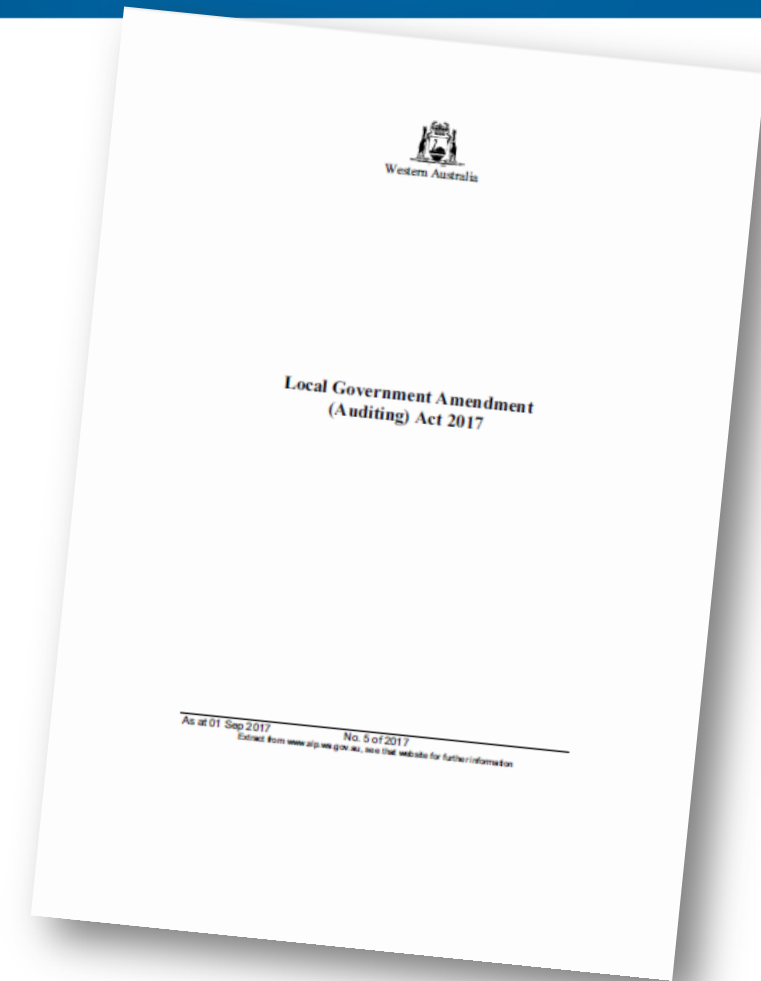 Western Australia
Local Government Amendment
(Auditing) Act 2017
As at 01 Sep 2017 No. 5 of 2017
Extract from www.slp.wa.gov.au, see that website for further information